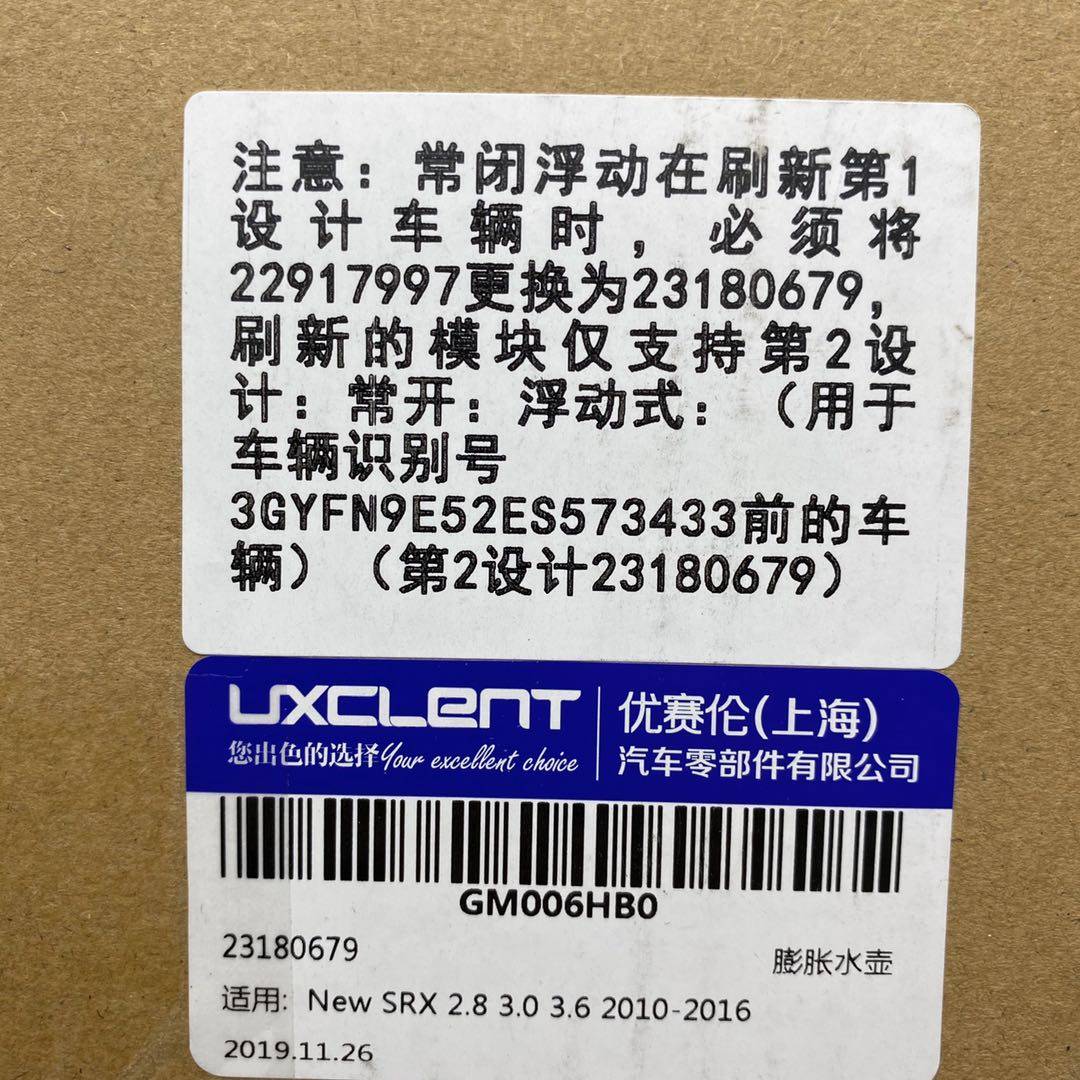 注意：常闭浮动在刷新第1
设计车辆时，必须将
22917997更换为23180679，
刷新的模块仅支持第2设
计：常开：浮动式：（用于
车辆识别号
3GYFN9E52ES573433前的车
辆）（第2设计23180679）
UXCLENT
您出色的选择Your excellent choice
优赛伦(上海)
汽车零部件有限公司
GM006HB0
23180679
膨胀水壶
适用: New SRX 2.8 3.0 3.6 2010-2016
2019.11.26